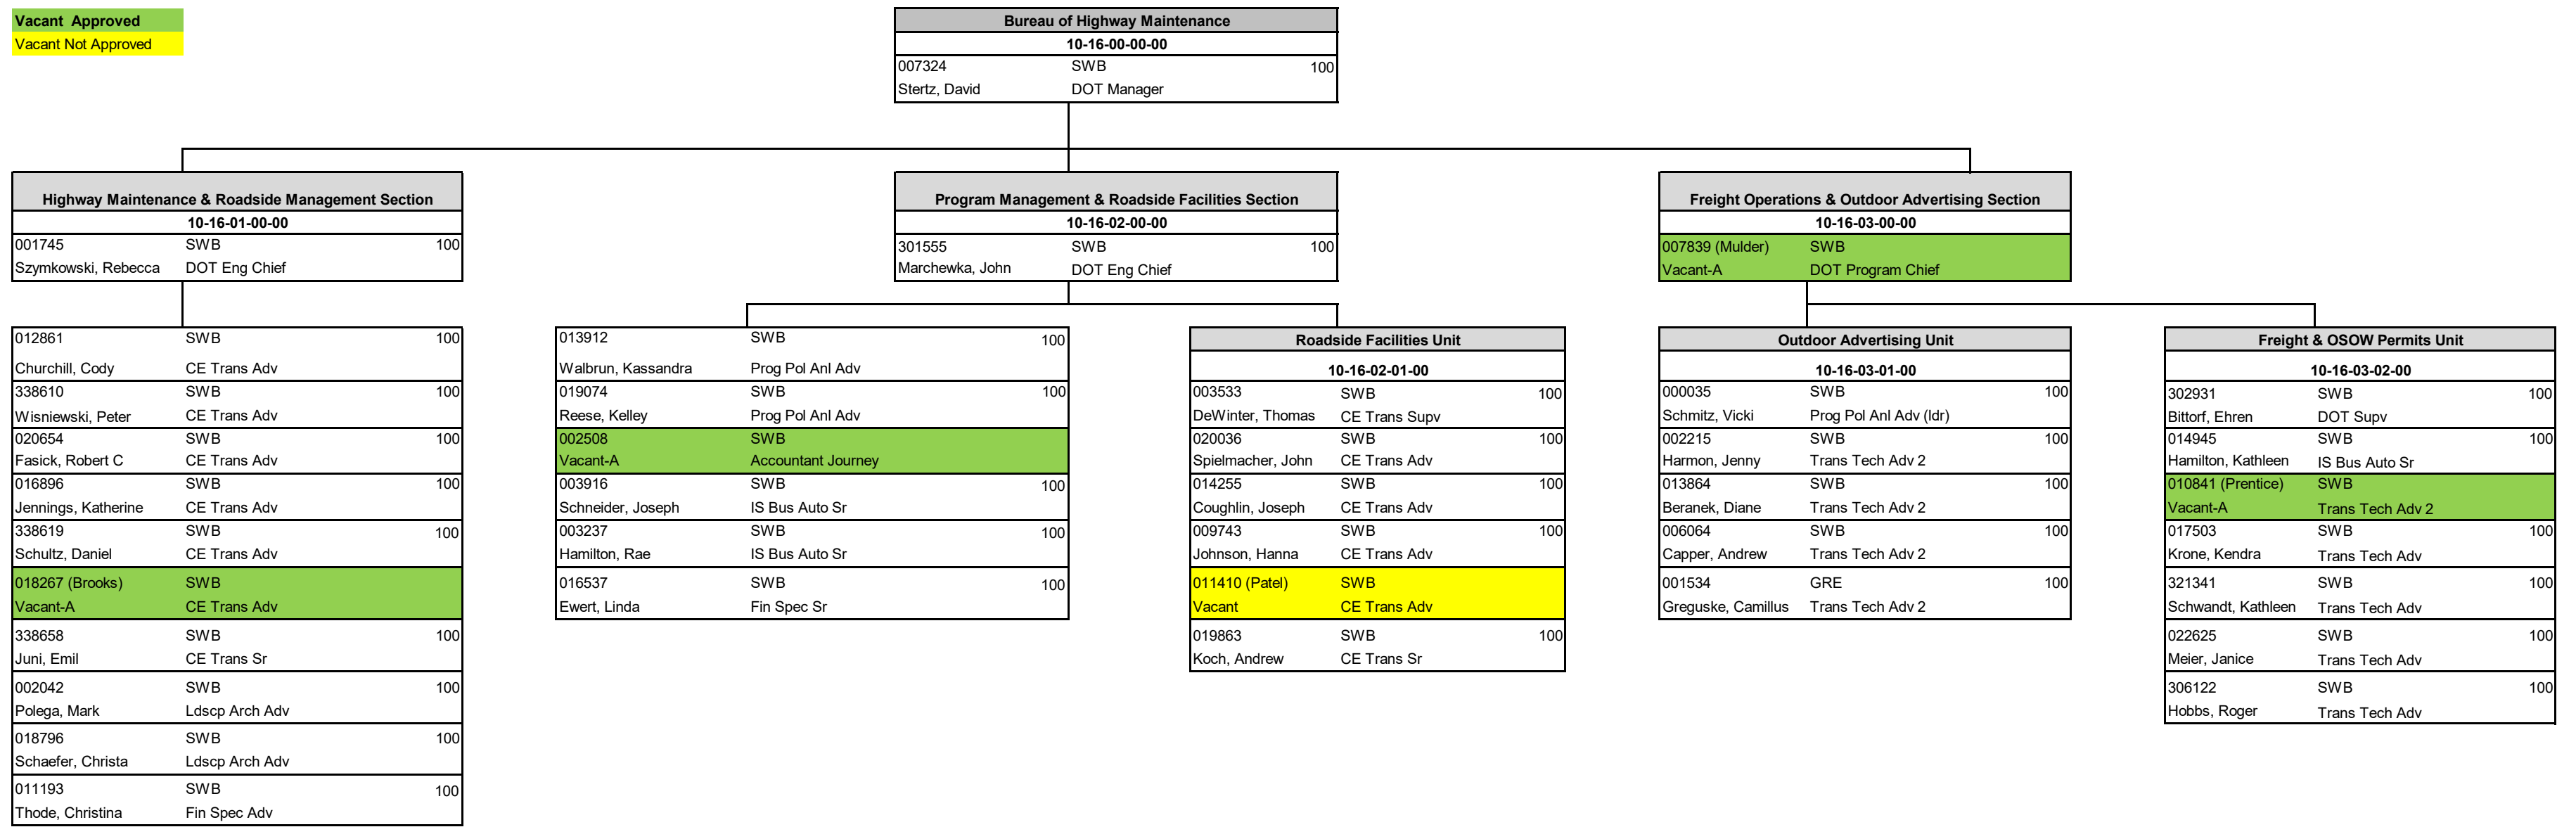 Vacant Approved
Vacant Not Approved
Bureau of Highway Maintenance
10-16-00-00-00
007324 SWB 100
Stertz, David DOT Manager
Highway Maintenance & Roadside Management Section
10-16-01-00-00
001745 SWB 100
Szymkowski, Rebecca DOT Eng Chief
012861 SWB 100
Churchill, Cody CE Trans Adv
338610 SWB 100
Wisniewski, Peter CE Trans Adv
020654 SWB 100
Fasick, Robert C CE Trans Adv
016896 SWB 100
Jennings, Katherine CE Trans Adv
338619 SWB 100
Schultz, Daniel CE Trans Adv
018267 (Brooks) SWB
Vacant-A CE Trans Adv
338658 SWB 100
Juni, Emil CE Trans Sr
002042 SWB 100
Polega, Mark Ldscp Arch Adv
018796 SWB 100
Schaefer, Christa Ldscp Arch Adv
011193 SWB 100
Thode, Christina Fin Spec Adv
Program Management & Roadside Facilities Section
10-16-02-00-00
301555 SWB 100
Marchewka, John DOT Eng Chief
013912 SWB 100
Walbrun, Kassandra Prog Pol Anl Adv
019074 SWB 100
Reese, Kelley Prog Pol Anl Adv
002508 SWB
Vacant-A Accountant Journey
003916 SWB 100
Schneider, Joseph IS Bus Auto Sr
003237 SWB 100
Hamilton, Rae IS Bus Auto Sr
016537 SWB 100
Ewert, Linda Fin Spec Sr
Roadside Facilities Unit
10-16-02-01-00
003533 SWB 100
DeWinter, Thomas CE Trans Supv
020036 SWB 100
Spielmacher, John CE Trans Adv
014255 SWB 100
Coughlin, Joseph CE Trans Adv
009743 SWB 100
Johnson, Hanna CE Trans Adv
011410 (Patel) SWB
Vacant CE Trans Adv
019863 SWB 100
Koch, Andrew CE Trans Sr
Freight Operations & Outdoor Advertising Section
10-16-03-00-00
007839 (Mulder) SWB
Vacant-A DOT Program Chief
Outdoor Advertising Unit
10-16-03-01-00
000035 SWB 100
Schmitz, Vicki Prog Pol Anl Adv (ldr)
002215 SWB 100
Harmon, Jenny Trans Tech Adv 2
013864 SWB 100
Beranek, Diane Trans Tech Adv 2
006064 SWB 100
Capper, Andrew Trans Tech Adv 2
001534 GRE 100
Greguske, Camillus Trans Tech Adv 2
Freight & OSOW Permits Unit
10-16-03-02-00
302931 SWB 100
Bittorf, Ehren DOT Supv
014945 SWB 100
Hamilton, Kathleen IS Bus Auto Sr
010841 (Prentice) SWB
Vacant-A Trans Tech Adv 2
017503 SWB 100
Krone, Kendra Trans Tech Adv
321341 SWB 100
Schwandt, Kathleen Trans Tech Adv
022625 SWB 100
Meier, Janice Trans Tech Adv
306122 SWB 100
Hobbs, Roger Trans Tech Adv